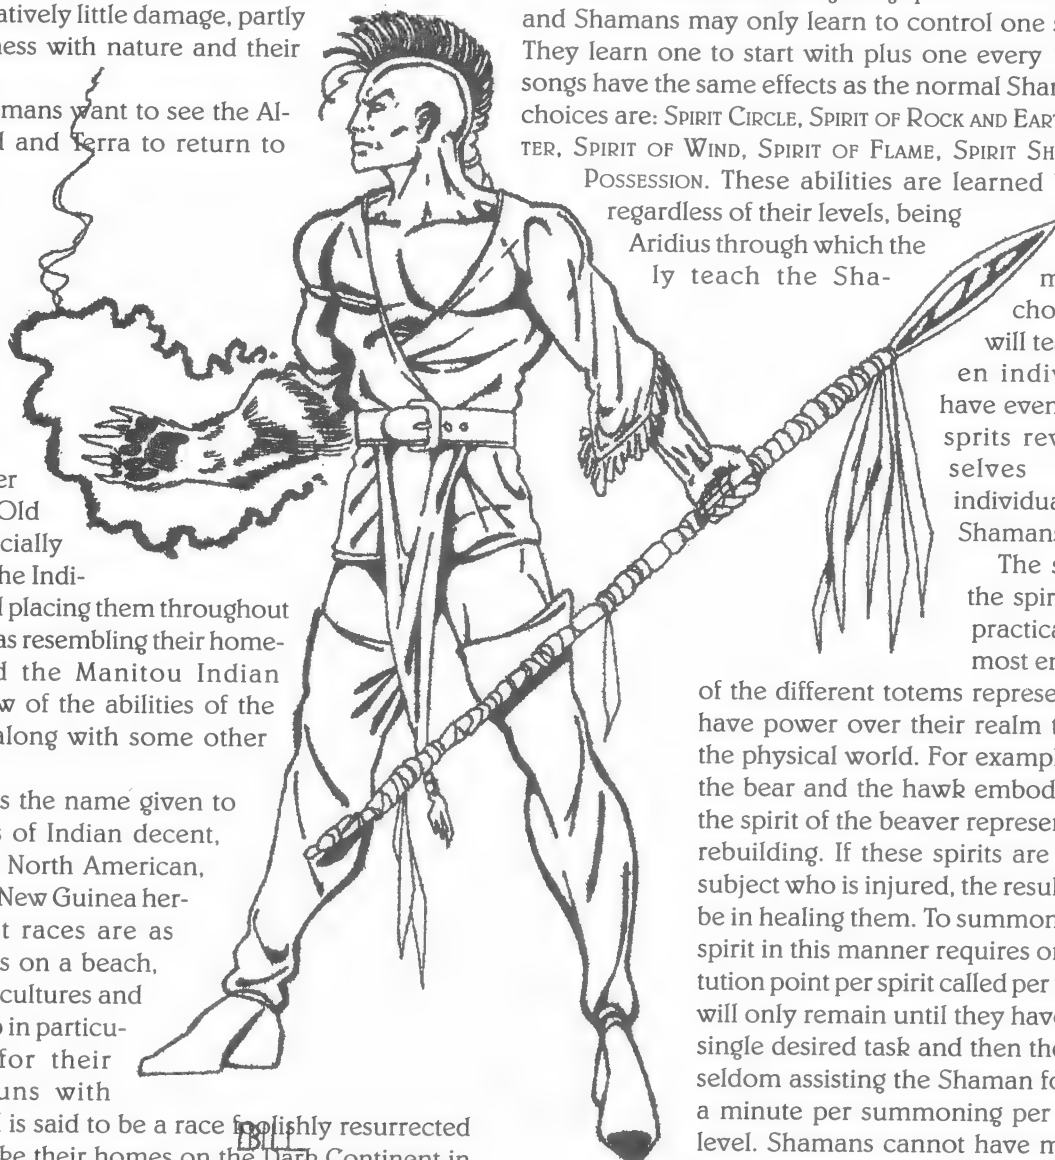 atively little damage, partly
ness with nature and their
mans want to see the Al-
and Terra to return to
er
Old
cially
he Indi-
placing them throughout
as resembling their home-
d the Manitou Indian
w of the abilities of the
along with some other
s the name given to
s of Indian decent,
North American,
New Guinea her-
t races are as
s on a beach,
cultures and
in particu-
for their
uns with
is said to be a race foolishly resurrected
be their homes on the Dark Continent in
BILL
and Shamans may only learn to control one s
They learn one to start with plus one every
songs have the same effects as the normal Sham
choices are: SPIRIT CIRCLE, SPIRIT OF ROCK AND EART
TER, SPIRIT OF WIND, SPIRIT OF FLAME, SPIRIT SH
POSSESSION. These abilities are learned
regardless of their levels, being
Aridius through which the
ly teach the Sha-
m
cho
will te
en indiv
have even
sprits rev
selves
individua
Shamans
The s
the spir
practica
most en
of the different totems represe
have power over their realm t
the physical world. For exampl
the bear and the hawk embod
the spirit of the beaver represen
rebuilding. If these spirits are
subject who is injured, the resul
be in healing them. To summon
spirit in this manner requires on
tution point per spirit called per
will only remain until they have
single desired task and then the
seldom assisting the Shaman fo
a minute per summoning per
level. Shamans cannot have m